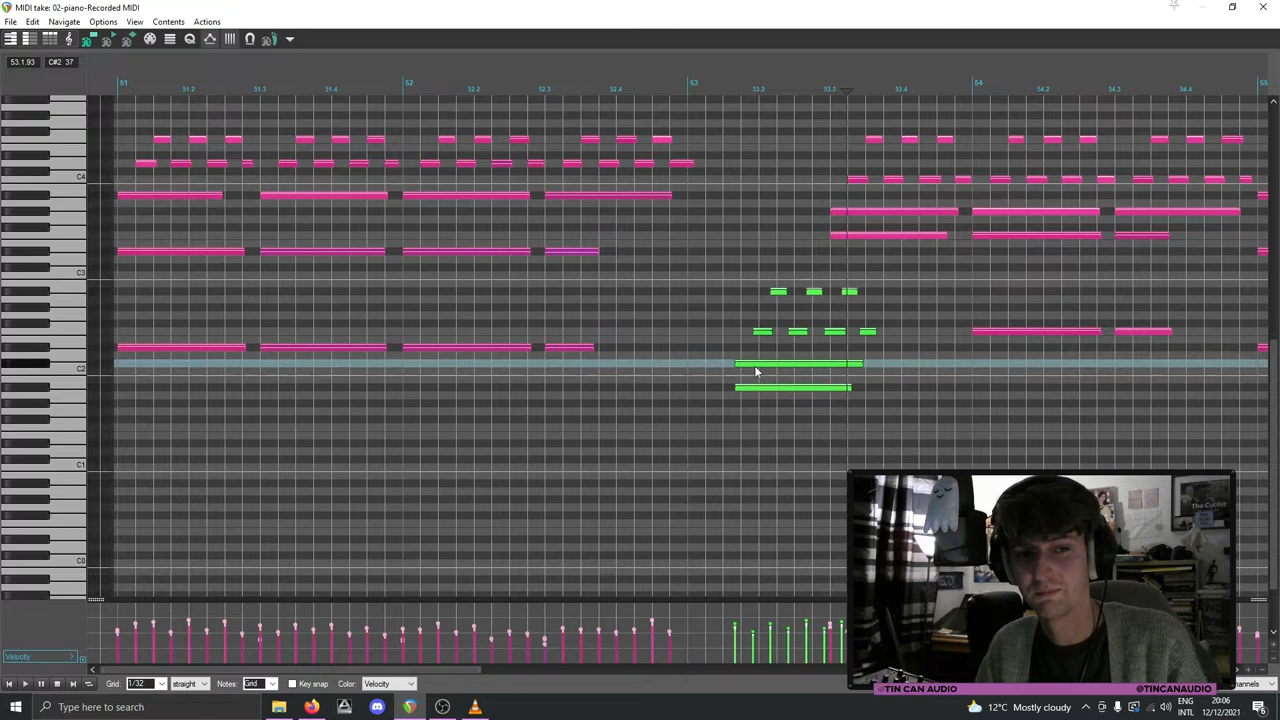 MIDI take: 02-piano-Recorded MIDI
File Edit Navigate Options View Contents Actions
53.1.93 C#2 37
51 52 53 54 55
51.2 51.3 51.4 52.2 52.3 52.4 53.2 53.3 53.4 54.2 54.3 54.4
C4
C3
C2
C1
C0
The Cyclist
Velocity
TIN CAN AUDIO @TINCANAUDIO
Grid: 1/32 straight Notes: Grid Key snap Color: Velocity hannels
Type here to search
12°C Mostly cloudy
ENG
INTL
20:06
12/12/2021